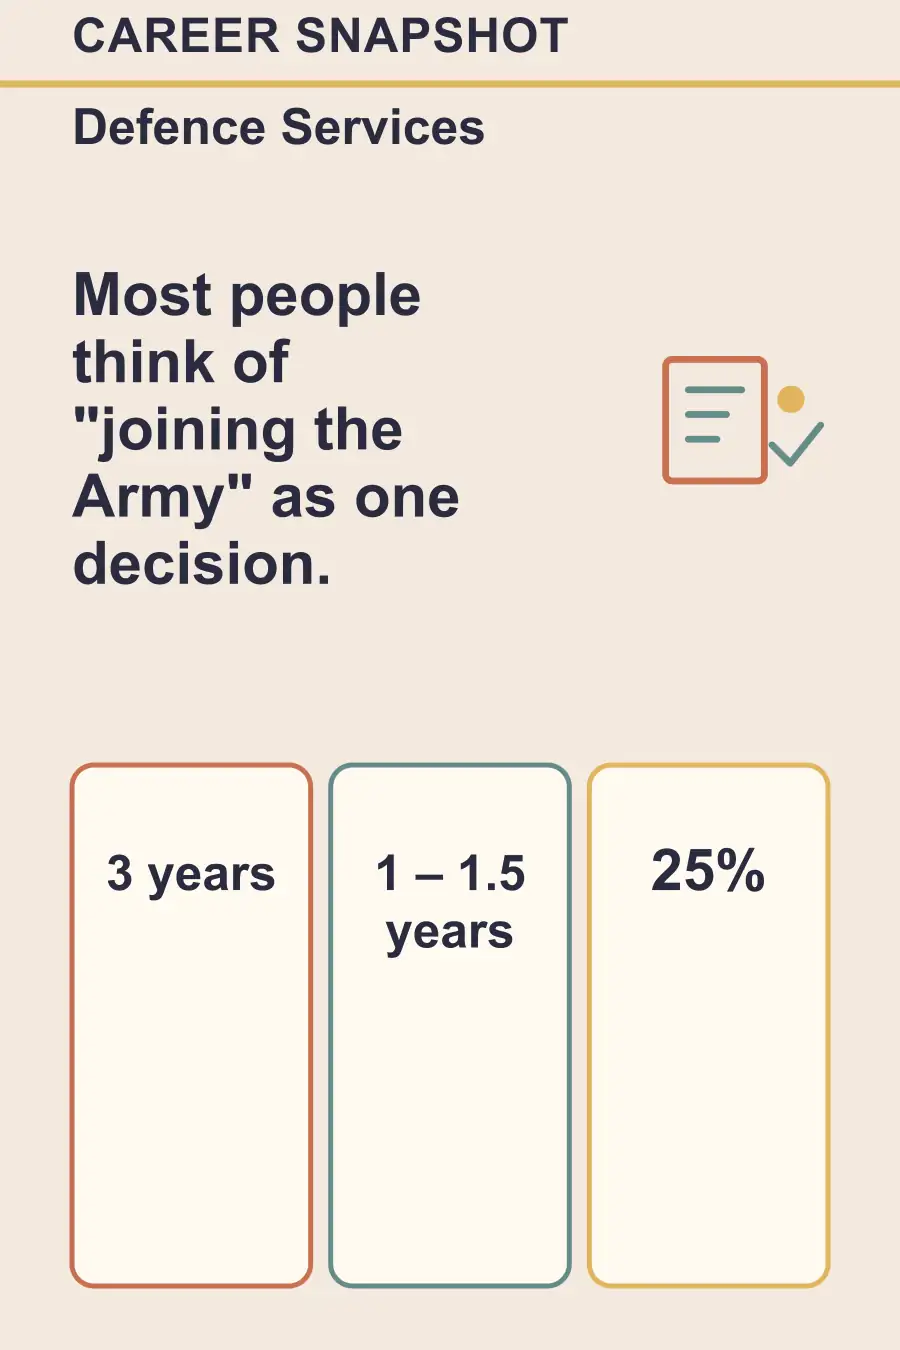 CAREER SNAPSHOT
Defence Services
Most people
think of
"joining the
Army" as one
decision.
3 years
1 – 1.5
years
25%